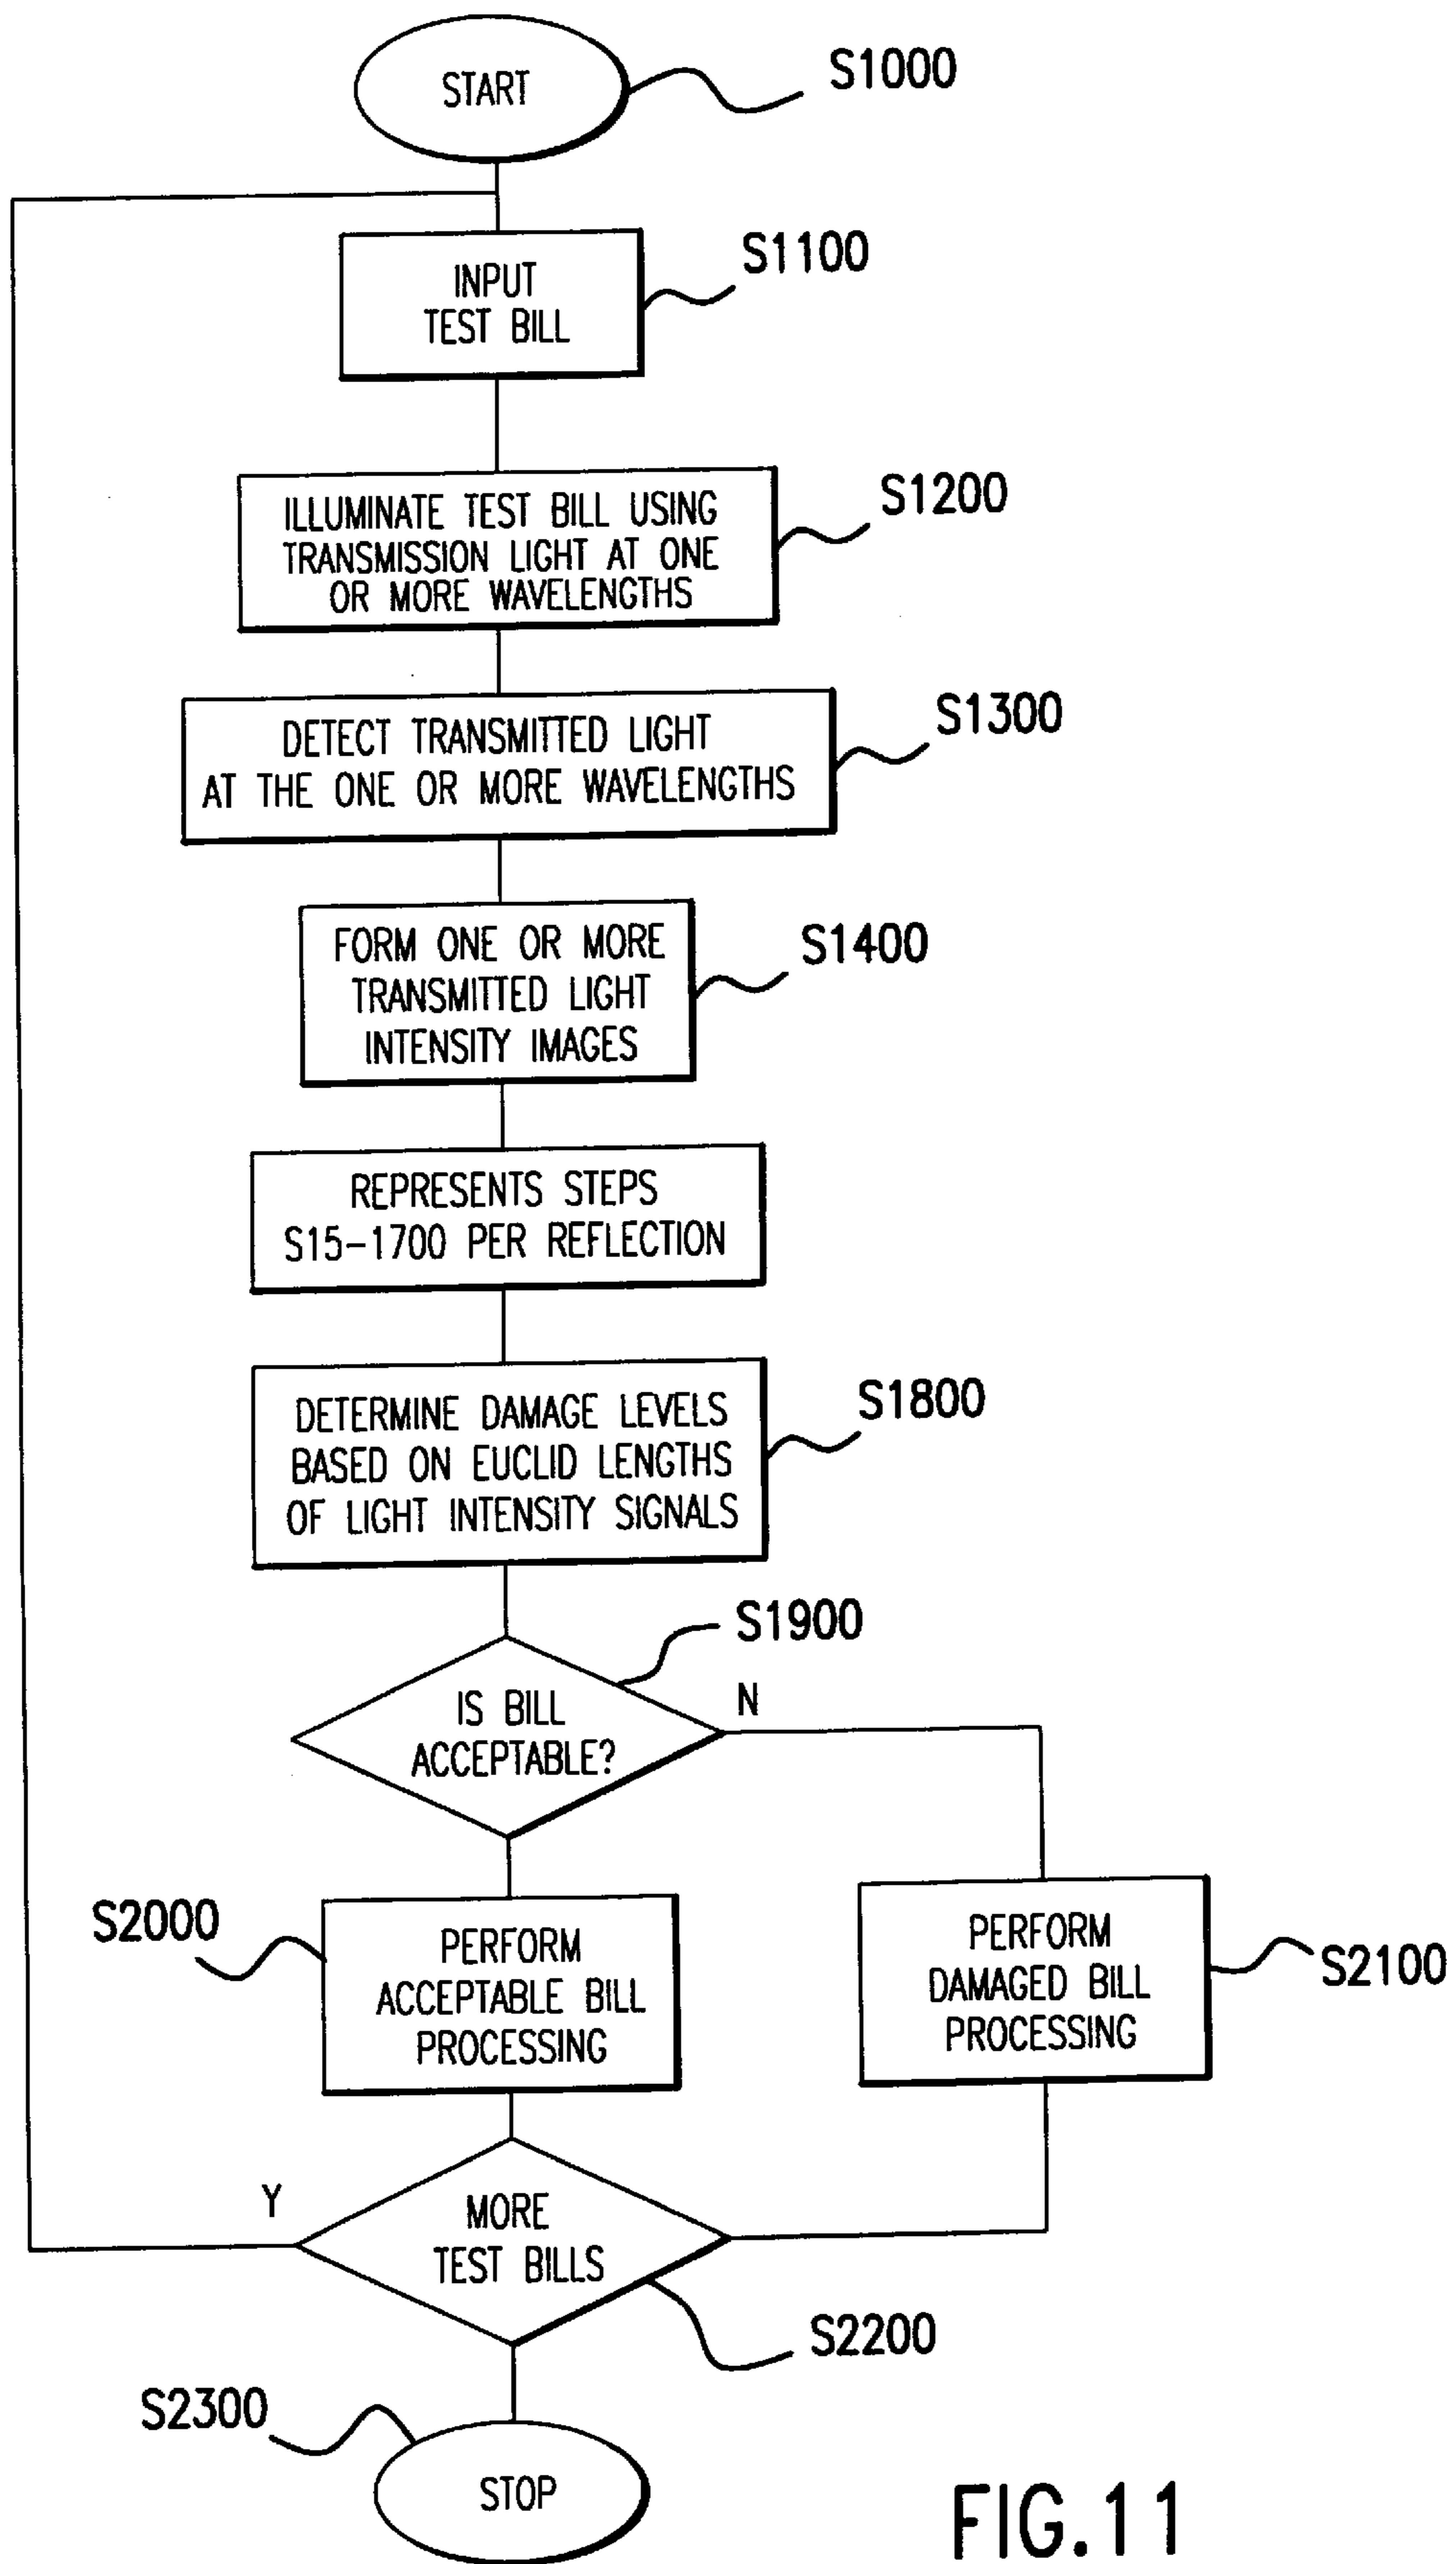 START
S1000
INPUT
TEST BILL
S1100
ILLUMINATE TEST BILL USING
TRANSMISSION LIGHT AT ONE
OR MORE WAVELENGTHS
S1200
DETECT TRANSMITTED LIGHT
AT THE ONE OR MORE WAVELENGTHS
S1300
FORM ONE OR MORE
TRANSMITTED LIGHT
INTENSITY IMAGES
S1400
REPRESENTS STEPS
S15-1700 PER REFLECTION
DETERMINE DAMAGE LEVELS
BASED ON EUCLID LENGTHS
OF LIGHT INTENSITY SIGNALS
S1800
S1900
IS BILL
ACCEPTABLE?
N
S2000
PERFORM
ACCEPTABLE BILL
PROCESSING
PERFORM
DAMAGED BILL
PROCESSING
S2100
Y
MORE
TEST BILLS
S2200
S2300
STOP
FIG.11